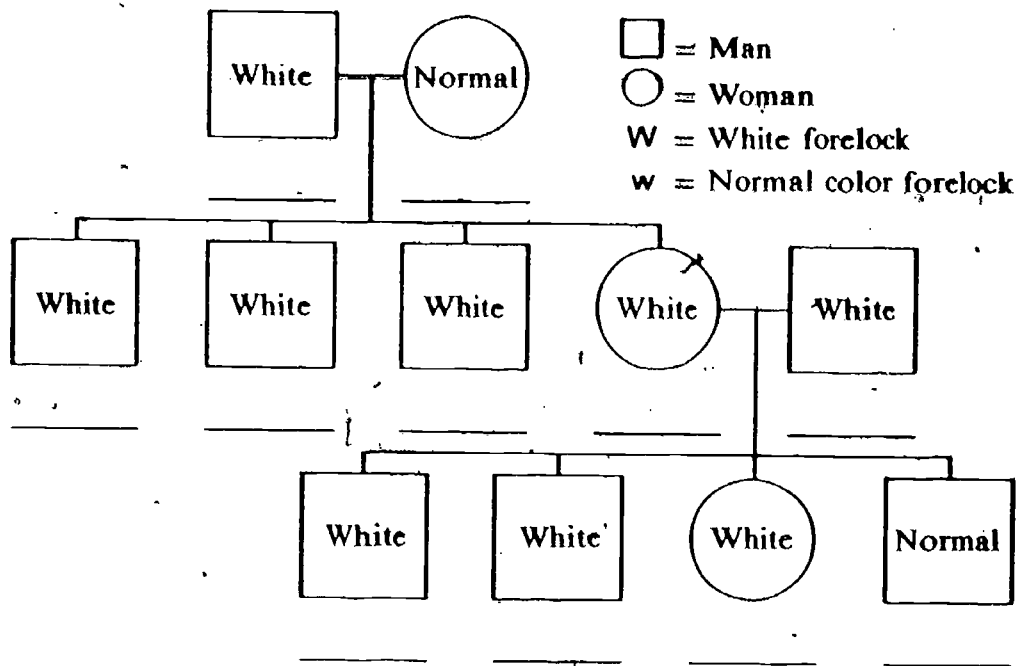 White
Normal
= Man
= Woman
W = White forelock
w = Normal color forelock
White
White
White
White
White
White
White
White
Normal